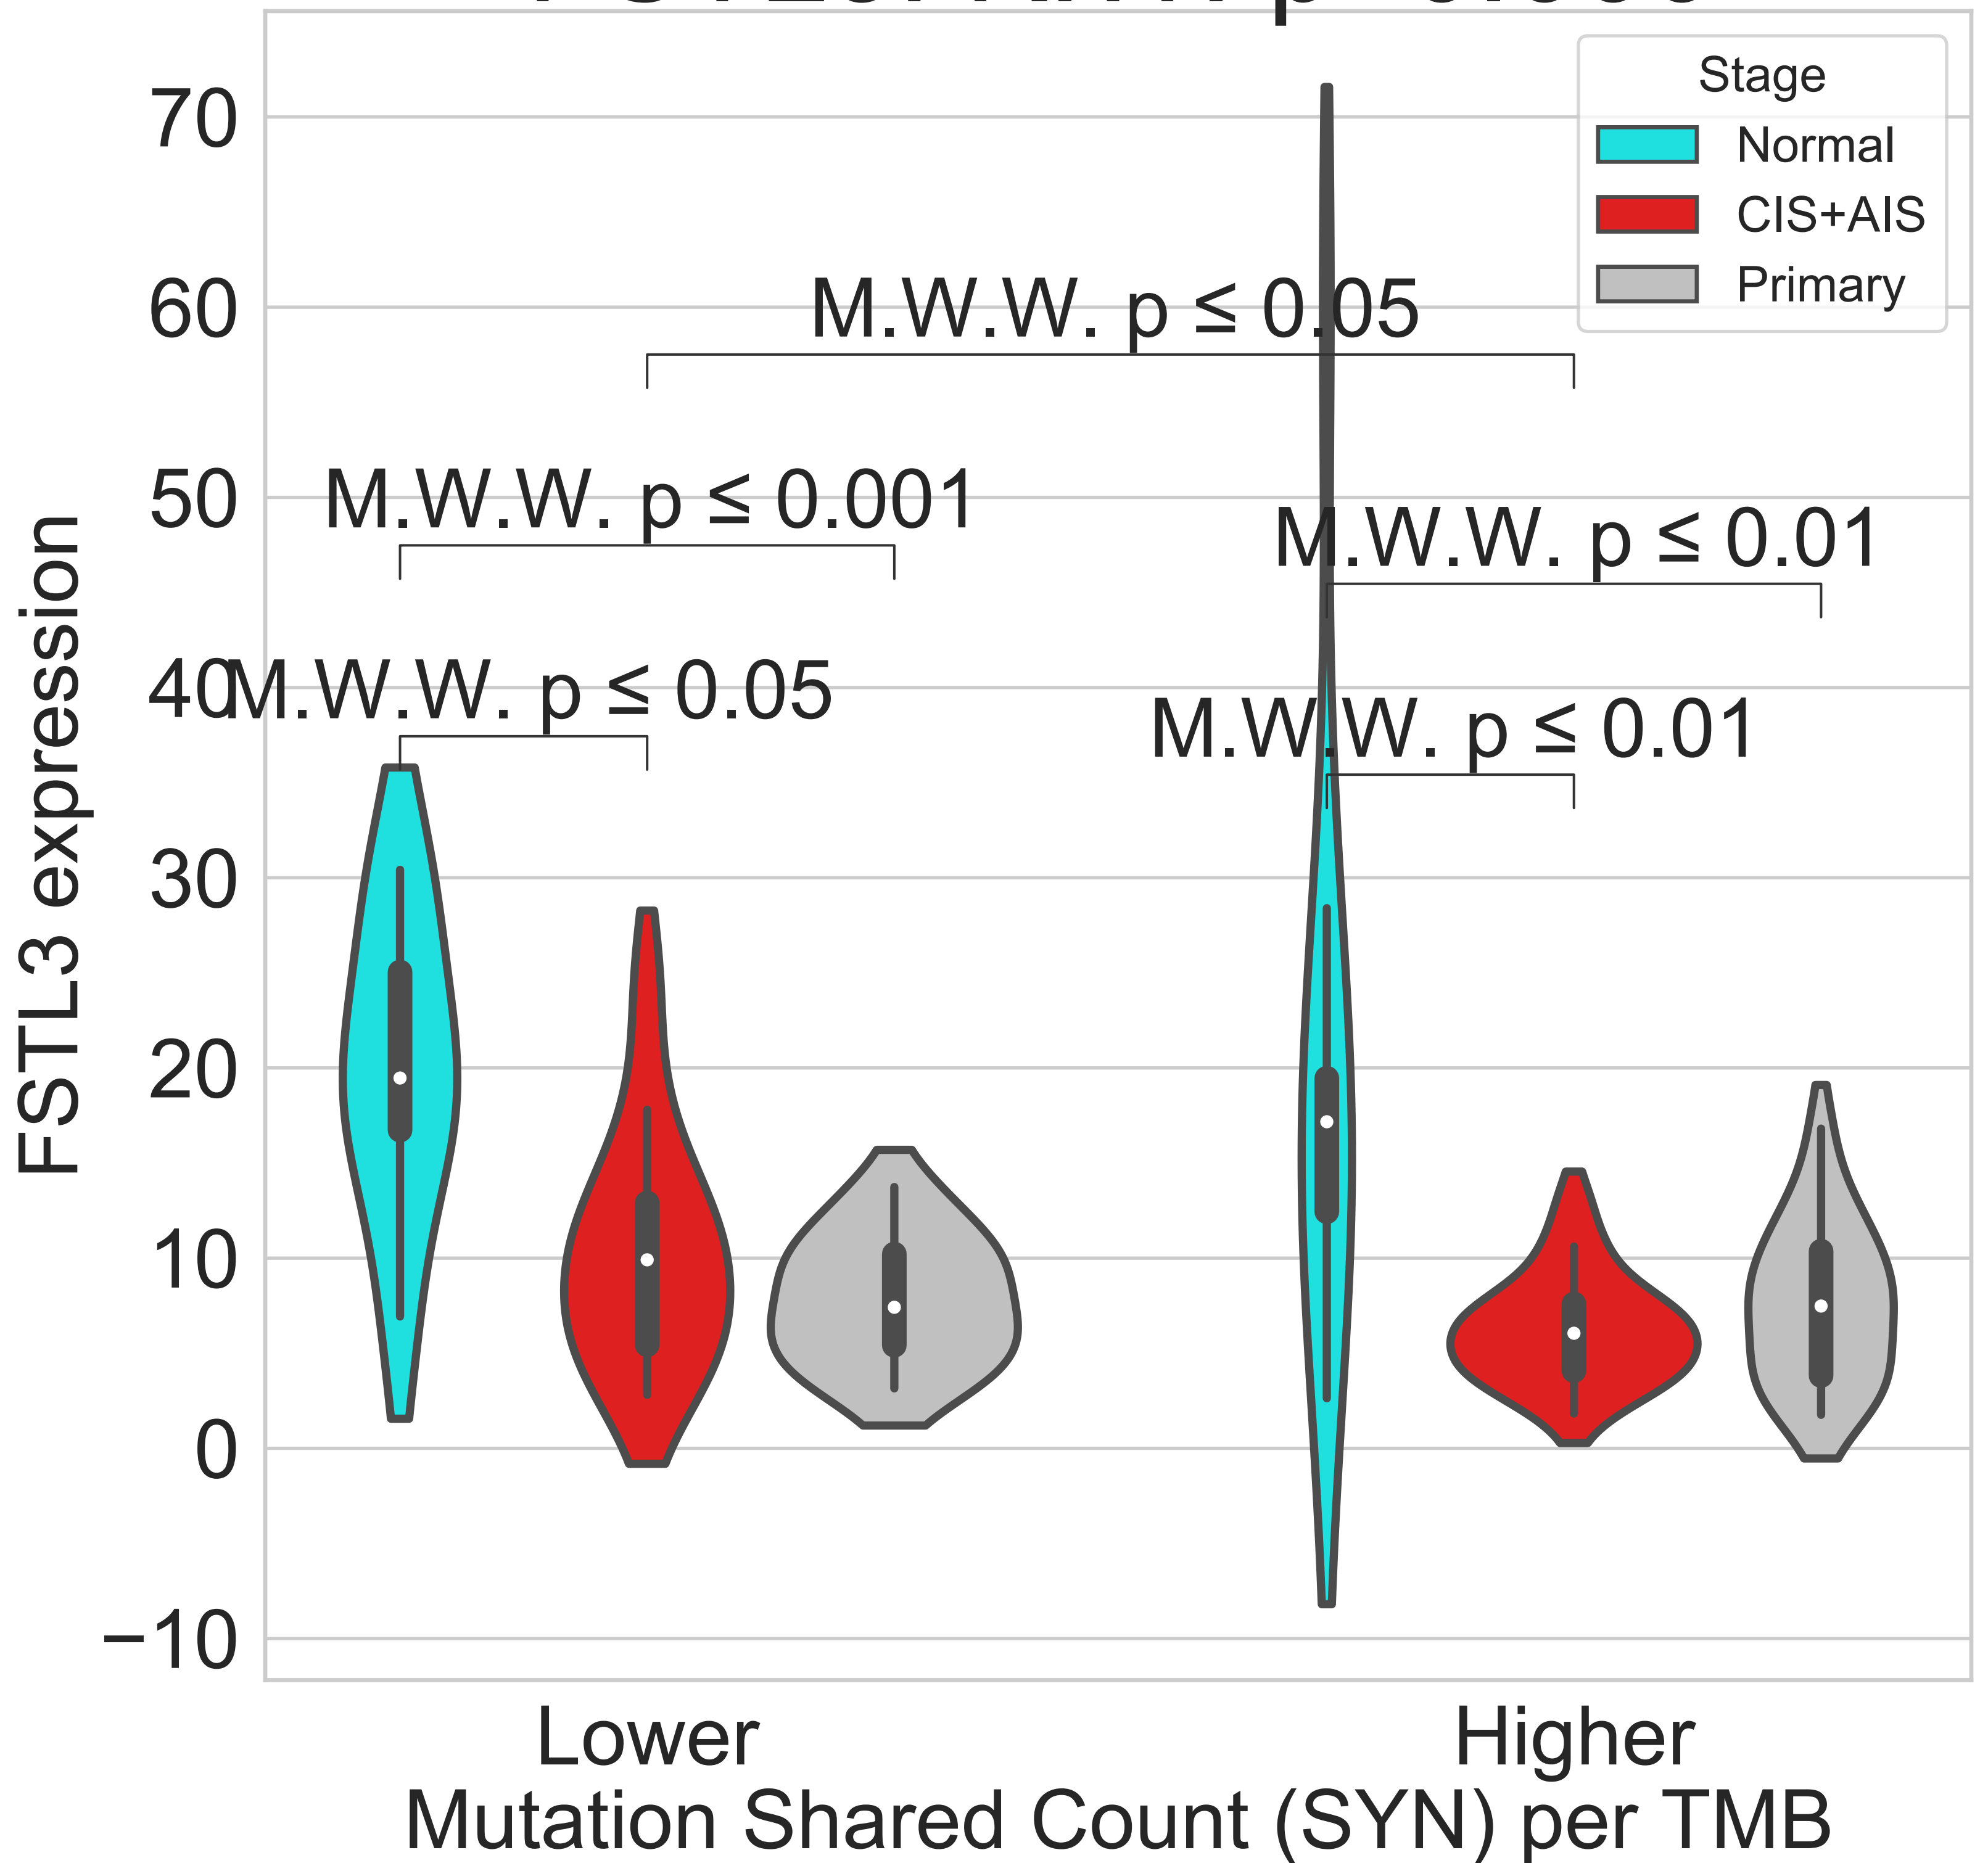 70
60
50
40
30
20
10
0
−10
FSTL3 expression
Stage
Normal
CIS+AIS
Primary
M.W.W. p ≤ 0.05
M.W.W. p ≤ 0.001
M.W.W. p ≤ 0.01
M.W.W. p ≤ 0.05
M.W.W. p ≤ 0.01
Lower
Higher
Mutation Shared Count (SYN) per TMB